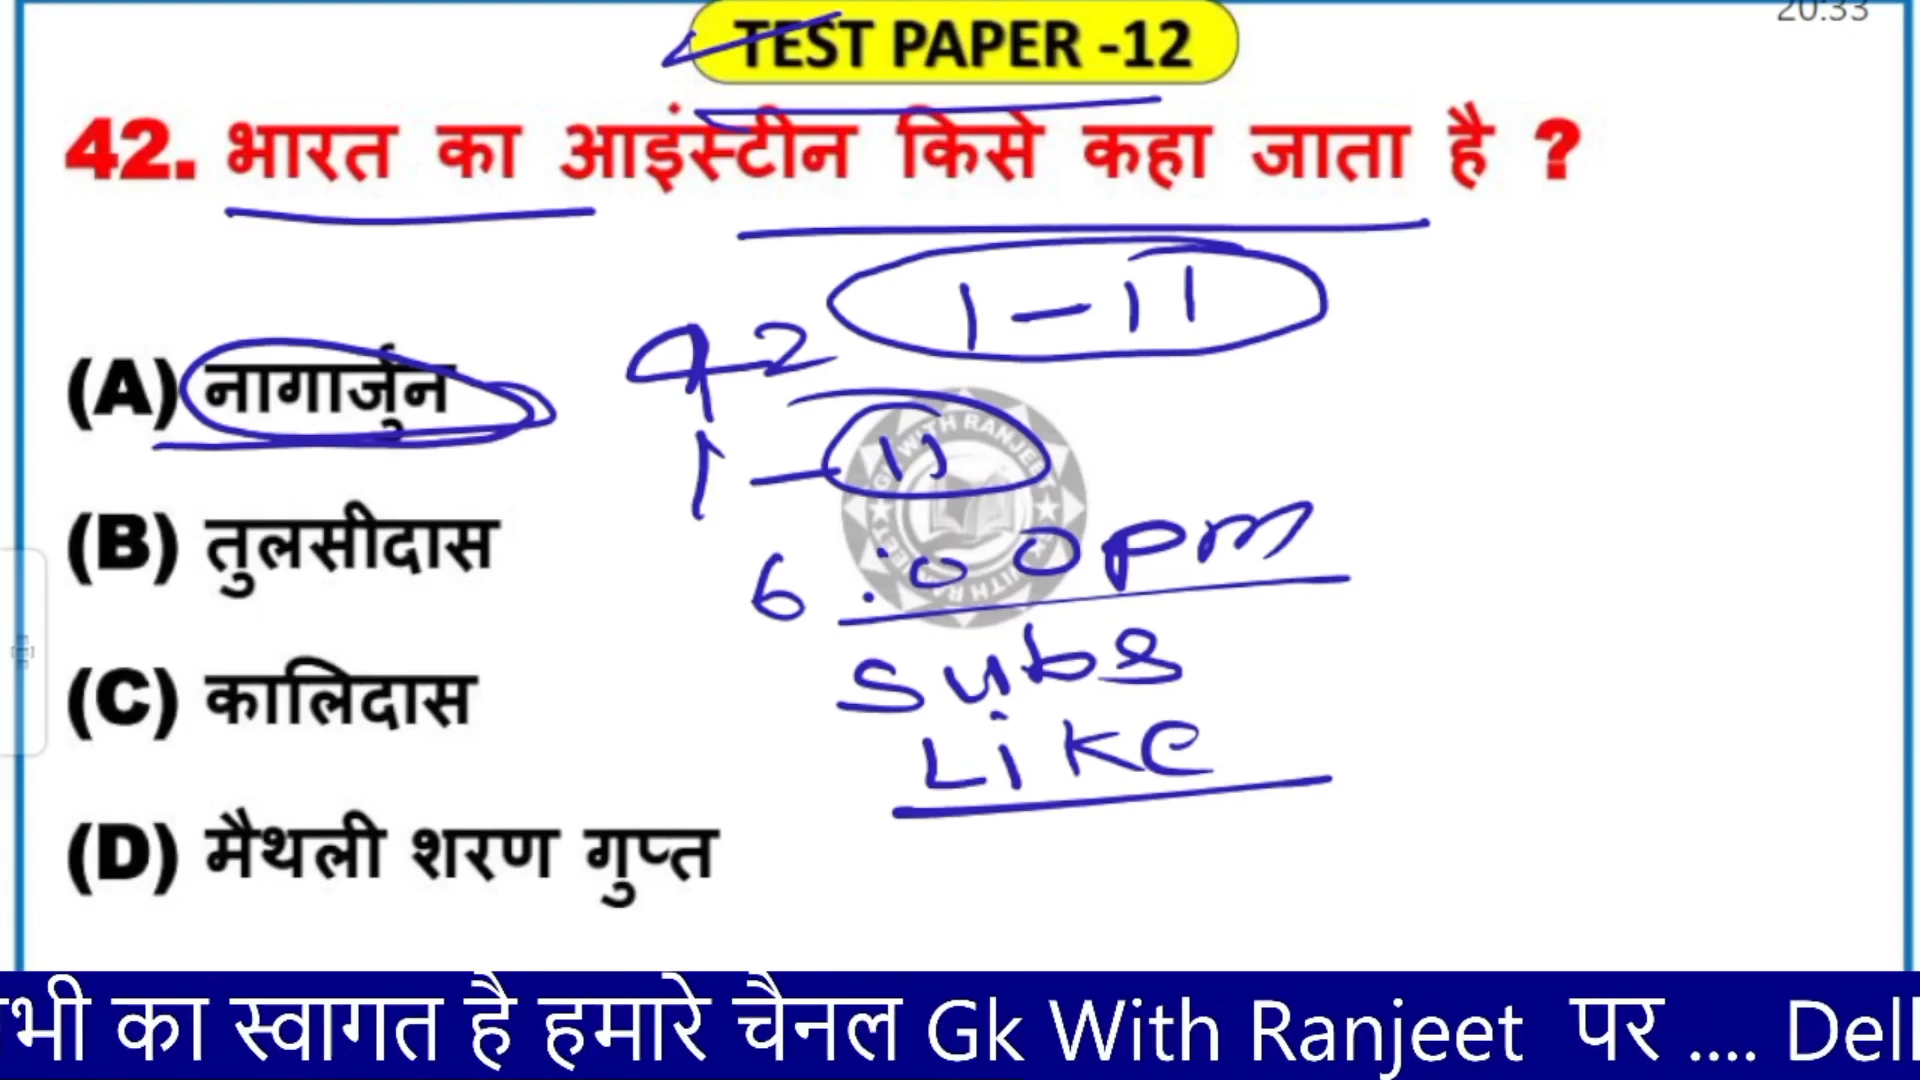 20:33
TEST PAPER -12
42. भारत का आइंस्टीन किसे कहा जाता है ?
1-11
(A) नागार्जुन
92
1-11
(B) तुलसीदास
6:00pm
(C) कालिदास
Subs
Like
(D) मैथली शरण गुप्त
भी का स्वागत है हमारे चैनल Gk With Ranjeet पर .... Dell